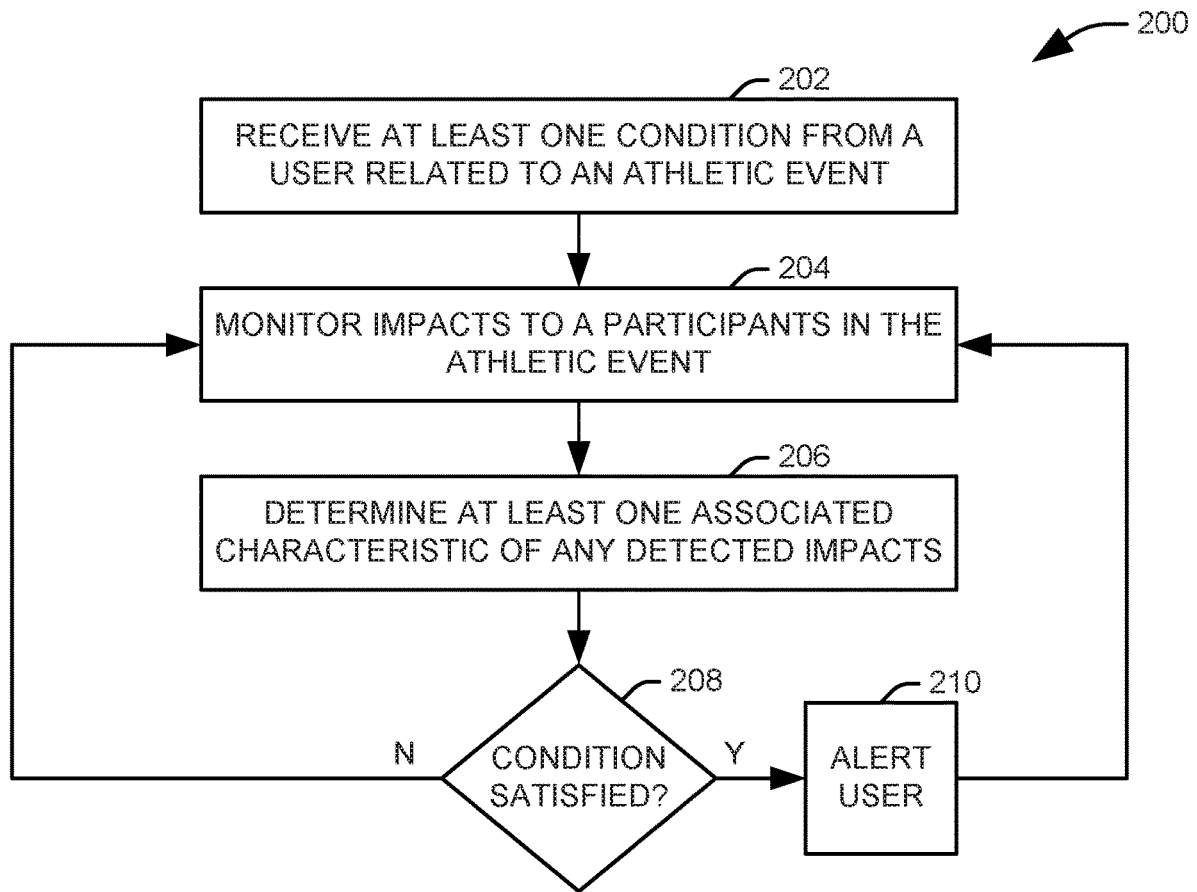 200
202
RECEIVE AT LEAST ONE CONDITION FROM A
USER RELATED TO AN ATHLETIC EVENT
204
MONITOR IMPACTS TO A PARTICIPANTS IN THE
ATHLETIC EVENT
206
DETERMINE AT LEAST ONE ASSOCIATED
CHARACTERISTIC OF ANY DETECTED IMPACTS
208
210
N
CONDITION
SATISFIED?
Y
ALERT
USER